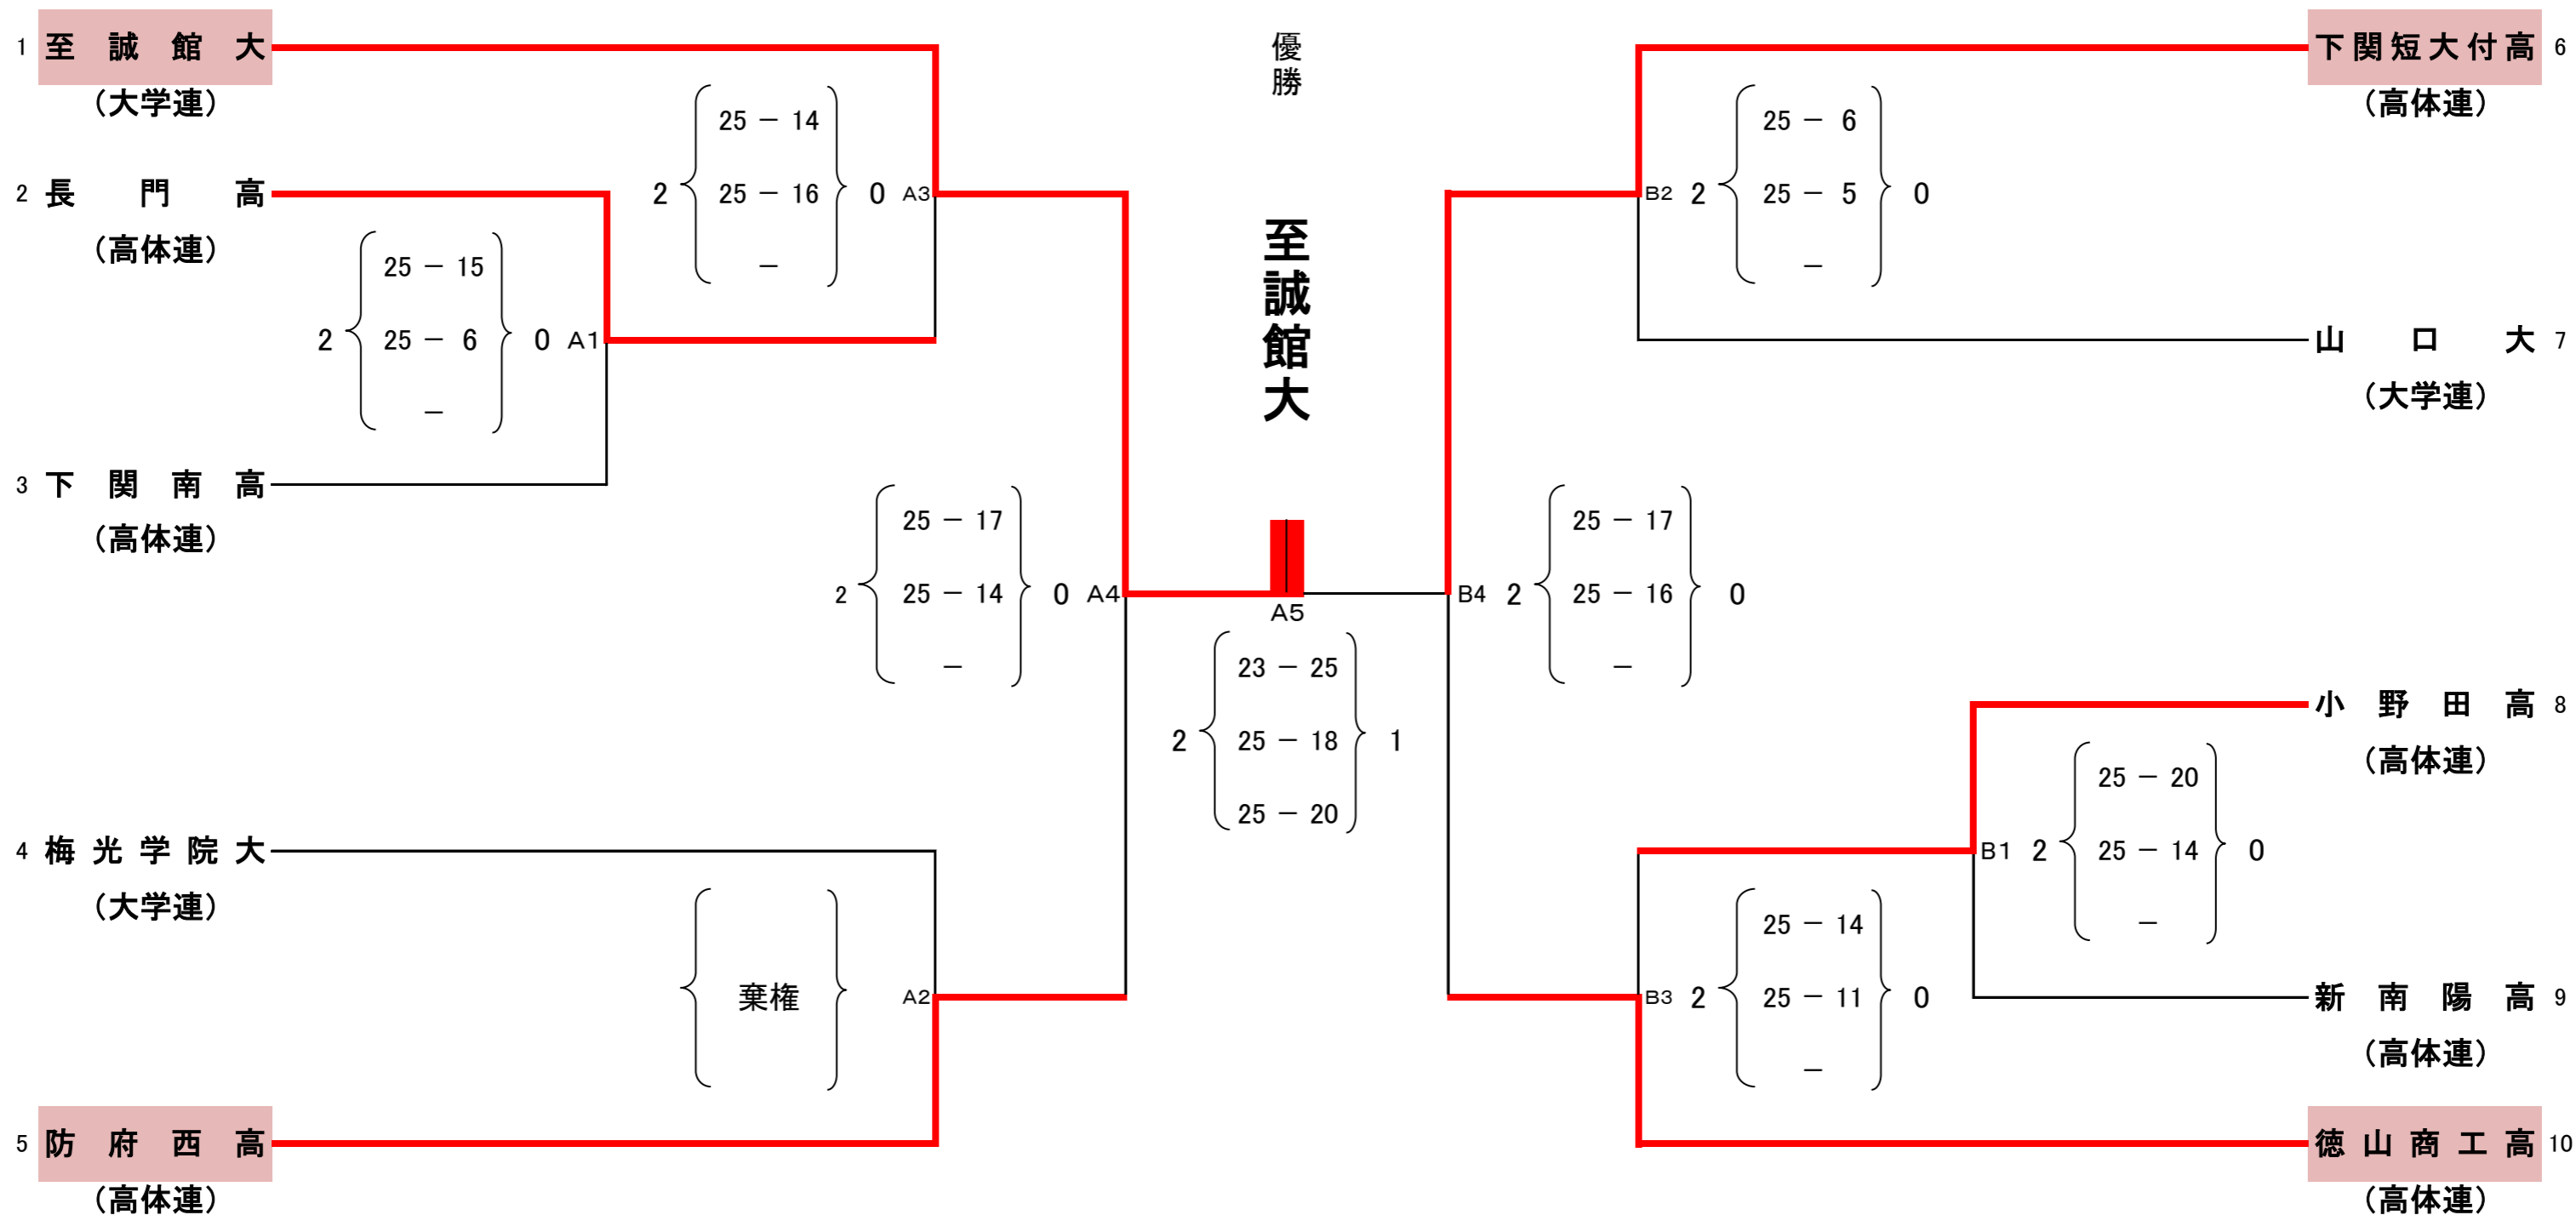 1 至誠館大
(大学連)
2 長門高
(高体連)
3 下関南高
(高体連)
4 梅光学院大
(大学連)
5 防府西高
(高体連)
25 － 15
2 25 － 6 0 A1
－
25 － 14
2 25 － 16 0 A3
－
25 － 17
2 25 － 14 0 A4
－
棄権 A2
優勝
至誠館大
A5
23 － 25
2 25 － 18 1
25 － 20
25 － 6
B2 2 25 － 5 0
－
25 － 17
B4 2 25 － 16 0
－
25 － 20
B1 2 25 － 14 0
－
25 － 14
B3 2 25 － 11 0
－
下関短大付高 6
(高体連)
山口大 7
(大学連)
小野田高 8
(高体連)
新南陽高 9
(高体連)
徳山商工高 10
(高体連)